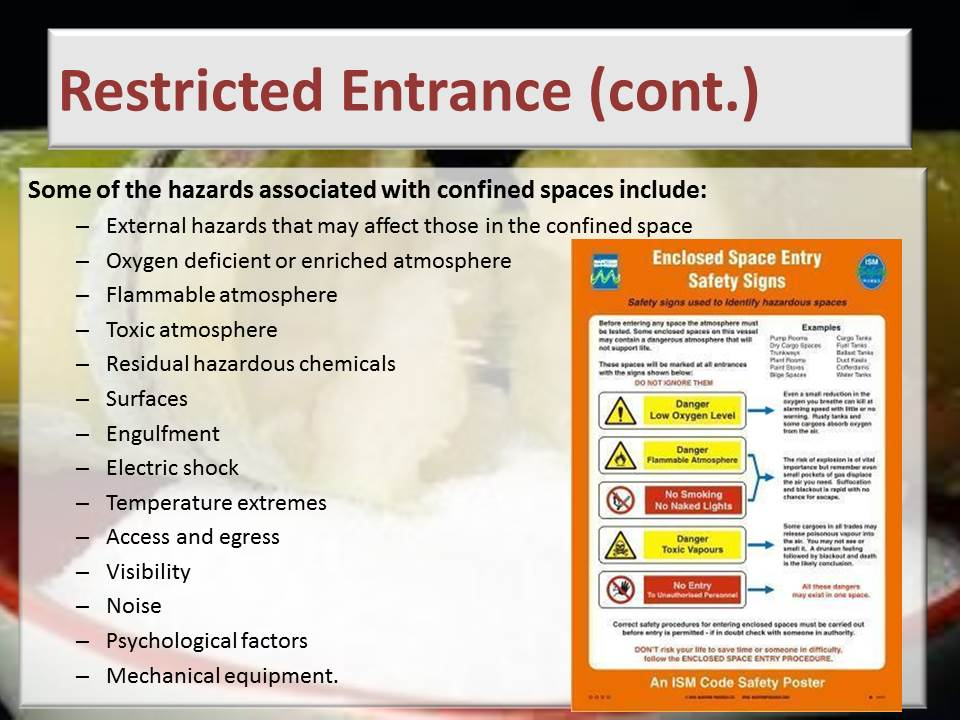 Restricted Entrance (cont.)
Some of the hazards associated with confined spaces include:
– External hazards that may affect those in the confined space
– Oxygen deficient or enriched atmosphere
– Flammable atmosphere
– Toxic atmosphere
– Residual hazardous chemicals
– Surfaces
– Engulfment
– Electric shock
– Temperature extremes
– Access and egress
– Visibility
– Noise
– Psychological factors
– Mechanical equipment.
Enclosed Space Entry
Safety Signs
ISM
Safety signs used to identify hazardous spaces
Before entering any space the atmosphere must
be tested. Some enclosed spaces on this vessel
may contain a dangerous atmosphere that will
not support life.
These spaces will be marked at all entrances
with the signs shown below:
DO NOT IGNORE THEM
Examples
Pump Rooms Cargo Tanks
Dry Cargo Spaces Fuel Tanks
Trunkways Ballast Tanks
Plant Rooms Duct Keels
Paint Stores Cofferdams
Bilge Spaces Water Tanks
Danger
Low Oxygen Level
Even a small reduction in the
oxygen you breathe can kill at
alarming speed with little or no
warning. Rusty tanks and
some cargoes absorb oxygen
from the air.
Danger
Flammable Atmosphere
No Smoking
No Naked Lights
The risk of explosion is of vital
importance but remember even
small pockets of gas displace
the air you need. Suffocation
and blackout is rapid with no
chance for escape.
Danger
Toxic Vapours
Some cargoes in all trades may
release poisonous vapour into
the air. You may not see or
smell it. A drunken feeling
followed by blackout and death
is the likely conclusion.
No Entry
To Unauthorised Personnel
All these dangers
may exist in one space.
Correct safety procedures for entering enclosed spaces must be carried out
before entry is permitted - if in doubt check with someone in authority.
DON'T risk your life to save time or someone in difficulty,
follow the ENCLOSED SPACE ENTRY PROCEDURE.
An ISM Code Safety Poster